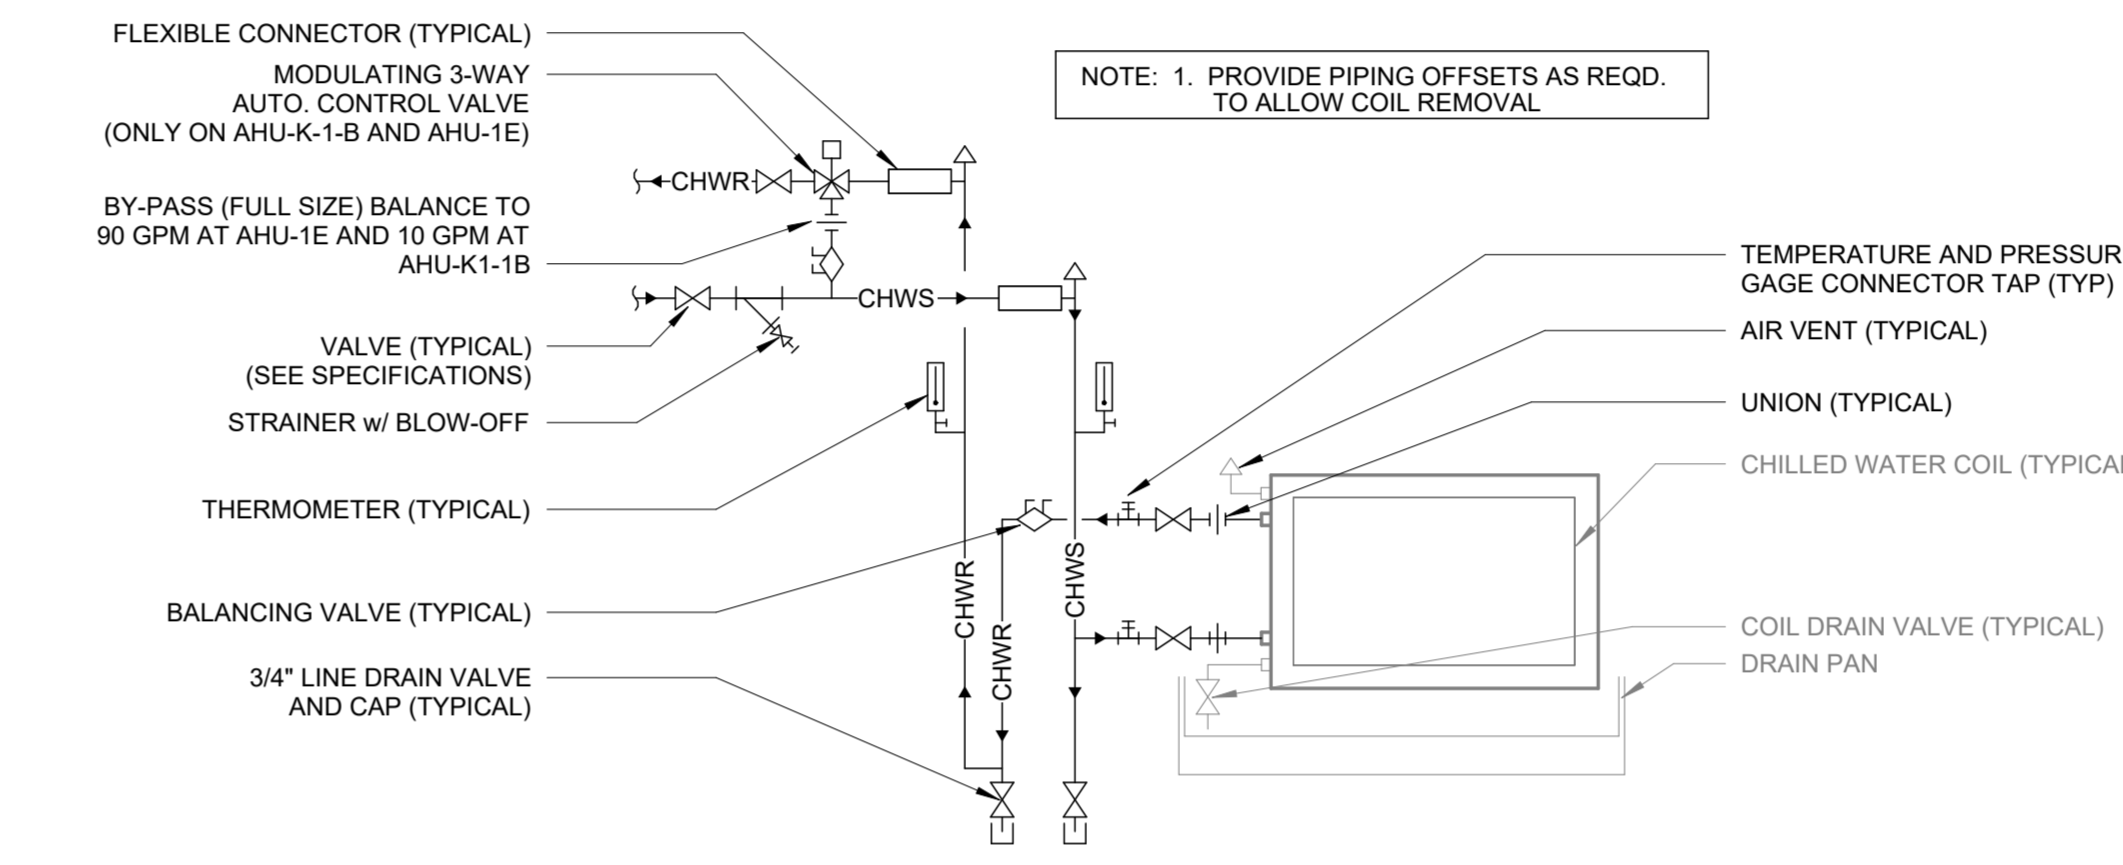 FLEXIBLE CONNECTOR (TYPICAL)
MODULATING 3-WAY
AUTO. CONTROL VALVE
(ONLY ON AHU-K-1-B AND AHU-1E)
BY-PASS (FULL SIZE) BALANCE TO
90 GPM AT AHU-1E AND 10 GPM AT
AHU-K1-1B
VALVE (TYPICAL)
(SEE SPECIFICATIONS)
STRAINER w/ BLOW-OFF
THERMOMETER (TYPICAL)
BALANCING VALVE (TYPICAL)
3/4" LINE DRAIN VALVE
AND CAP (TYPICAL)
CHWR
CHWS
CHWR
CHWR
CHWS
NOTE: 1. PROVIDE PIPING OFFSETS AS REQD.
TO ALLOW COIL REMOVAL
TEMPERATURE AND PRESSUR
GAGE CONNECTOR TAP (TYP)
AIR VENT (TYPICAL)
UNION (TYPICAL)
CHILLED WATER COIL (TYPICA
COIL DRAIN VALVE (TYPICAL)
DRAIN PAN